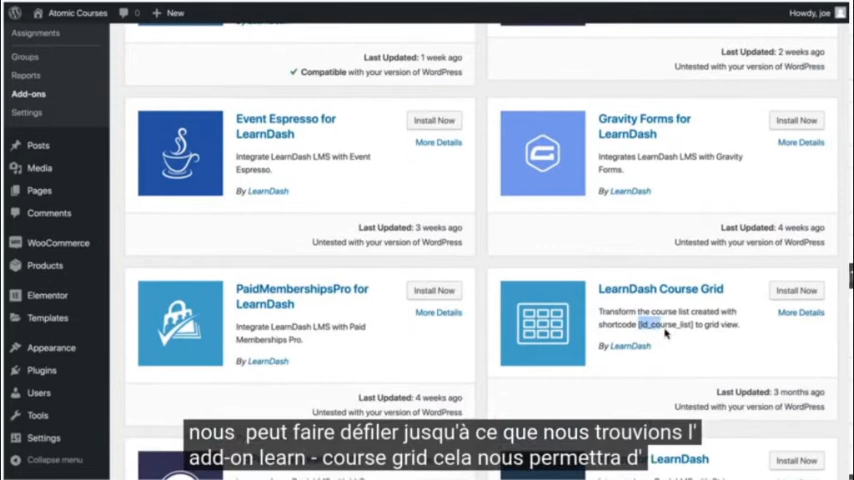 Atomic Courses
0
New
Howdy, joe
Assignments
Groups
Reports
Add-ons
Settings
Posts
Media
Pages
Comments
WooCommerce
Products
Elementor
Templates
Appearance
Plugins
Users
Tools
Settings
Collapse menu
Last Updated: 1 week ago
Compatible with your version of WordPress
Last Updated: 2 weeks ago
Untested with your version of WordPress
Event Espresso for
LearnDash
Install Now
More Details
Integrate LearnDash LMS with Event
Espresso.
By LearnDash
Last Updated: 3 weeks ago
Untested with your version of WordPress
Gravity Forms for
LearnDash
Install Now
More Details
Integrates LearnDash LMS with Gravity
Forms.
By LearnDash
Last Updated: 4 weeks ago
Untested with your version of WordPress
PaidMembershipsPro for
LearnDash
Install Now
More Details
Integrate LearnDash LMS with Paid
Memberships Pro.
By LearnDash
Last Updated: 4 weeks ago
Untested with your version of WordPress
LearnDash Course Grid
Install Now
More Details
Transform the course list created with
shortcode [ld_course_list] to grid view.
By LearnDash
Last Updated: 3 months ago
Untested with your version of WordPress
LearnDash
Install Now
nous peut faire défiler jusqu'à ce que nous trouvions l'
add-on learn - course grid cela nous permettra d'